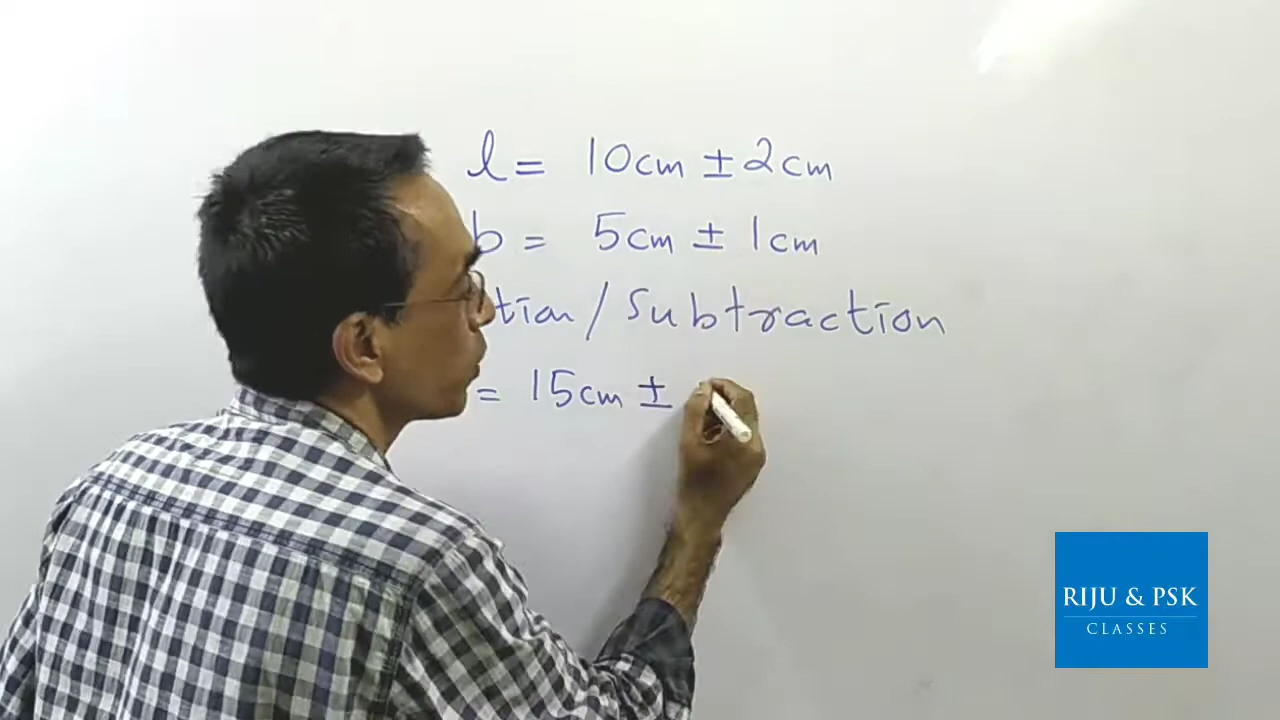 l = 10cm ± 2cm
b = 5cm ± 1cm
tion / Subtraction
= 15cm ±
RIJU & PSK
CLASSES